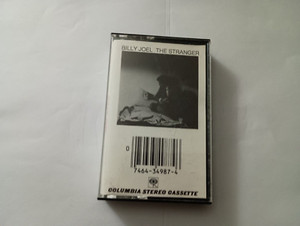 BILLY JOEL THE STRANGER
0
7464-34987-4
COLUMBIA STEREO CASSETTE